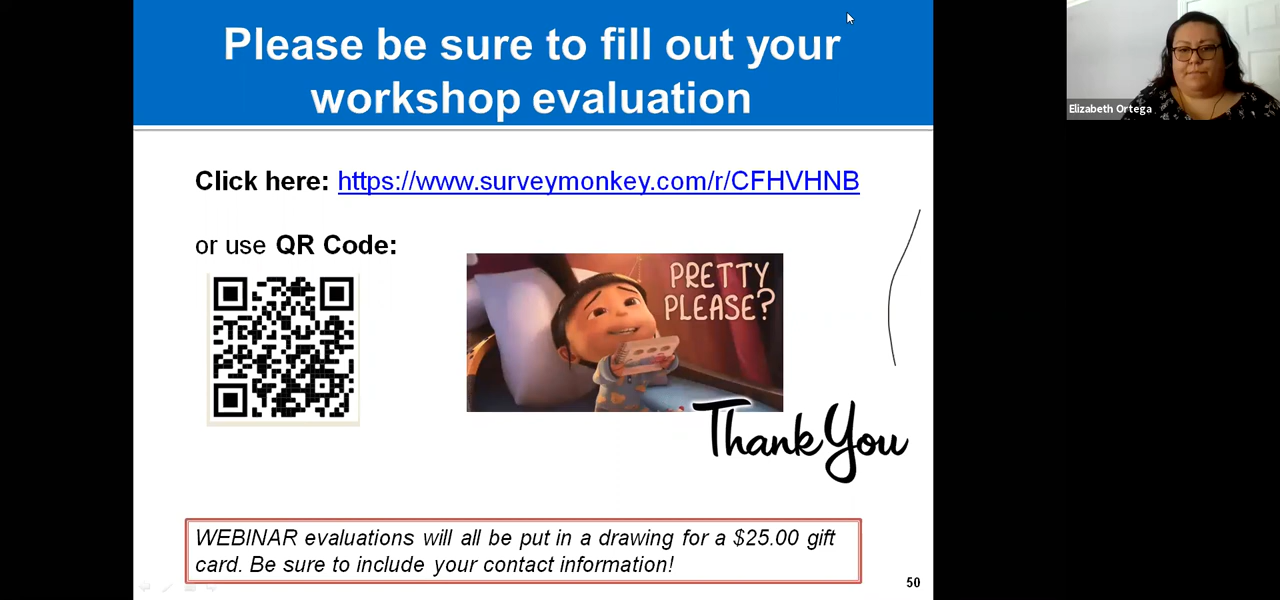 Please be sure to fill out your
workshop evaluation
Elizabeth Ortega
Click here: https://www.surveymonkey.com/r/CFHVHNB
or use QR Code:
PRETTY
PLEASE?
Thank You
WEBINAR evaluations will all be put in a drawing for a $25.00 gift
card. Be sure to include your contact information!
50